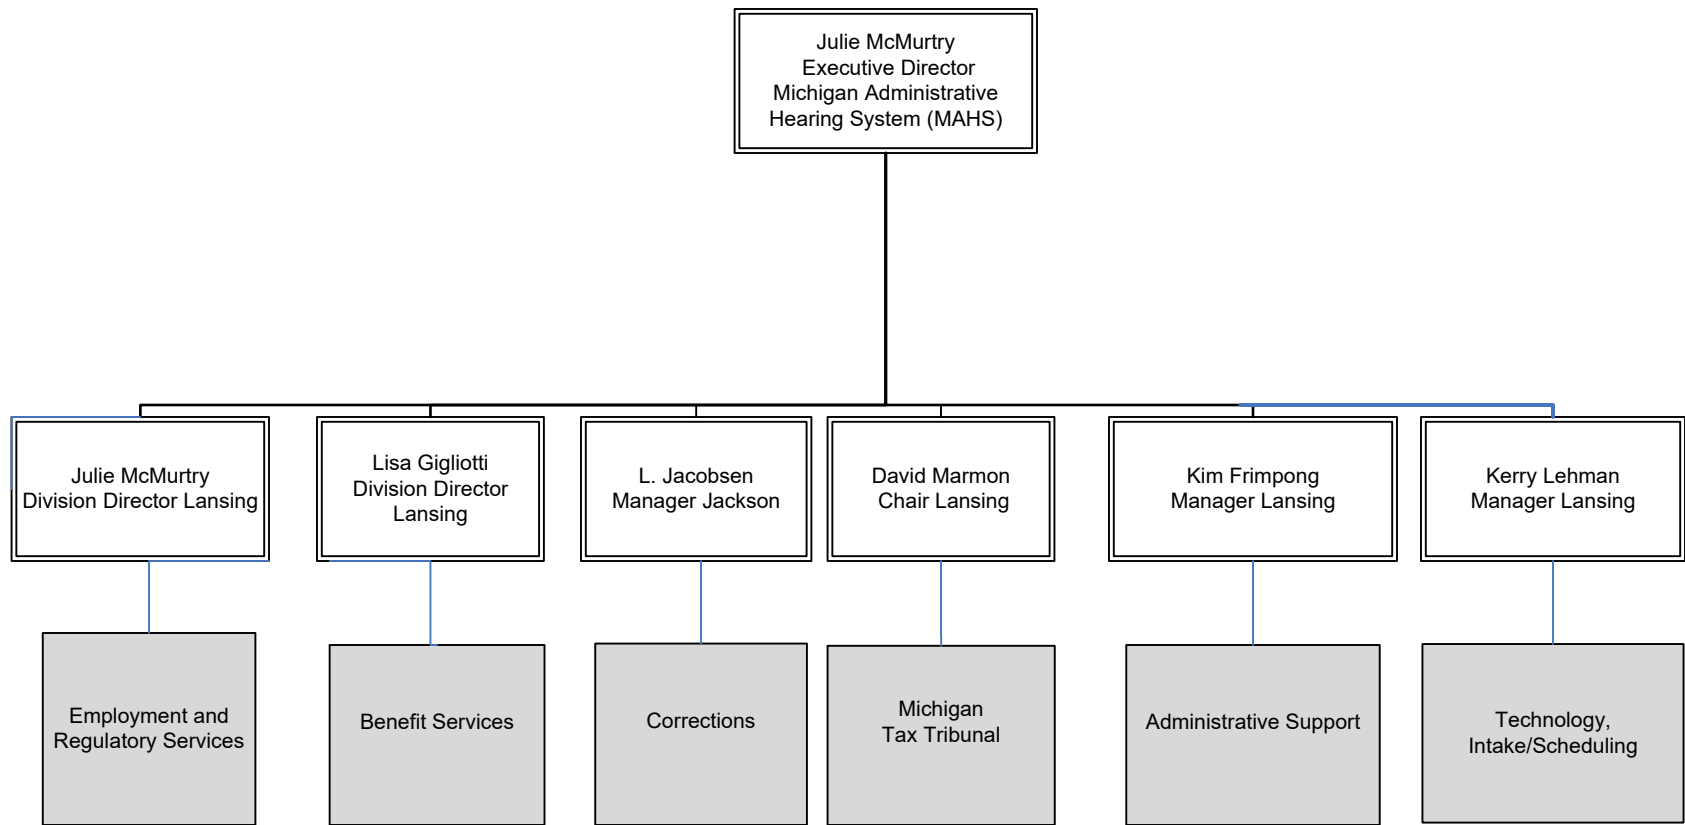 Julie McMurtry
Executive Director
Michigan Administrative
Hearing System (MAHS)
Julie McMurtry
Division Director Lansing
Lisa Gigliotti
Division Director
Lansing
L. Jacobsen
Manager Jackson
David Marmon
Chair Lansing
Kim Frimpong
Manager Lansing
Kerry Lehman
Manager Lansing
Employment and
Regulatory Services
Benefit Services
Corrections
Michigan
Tax Tribunal
Administrative Support
Technology,
Intake/Scheduling